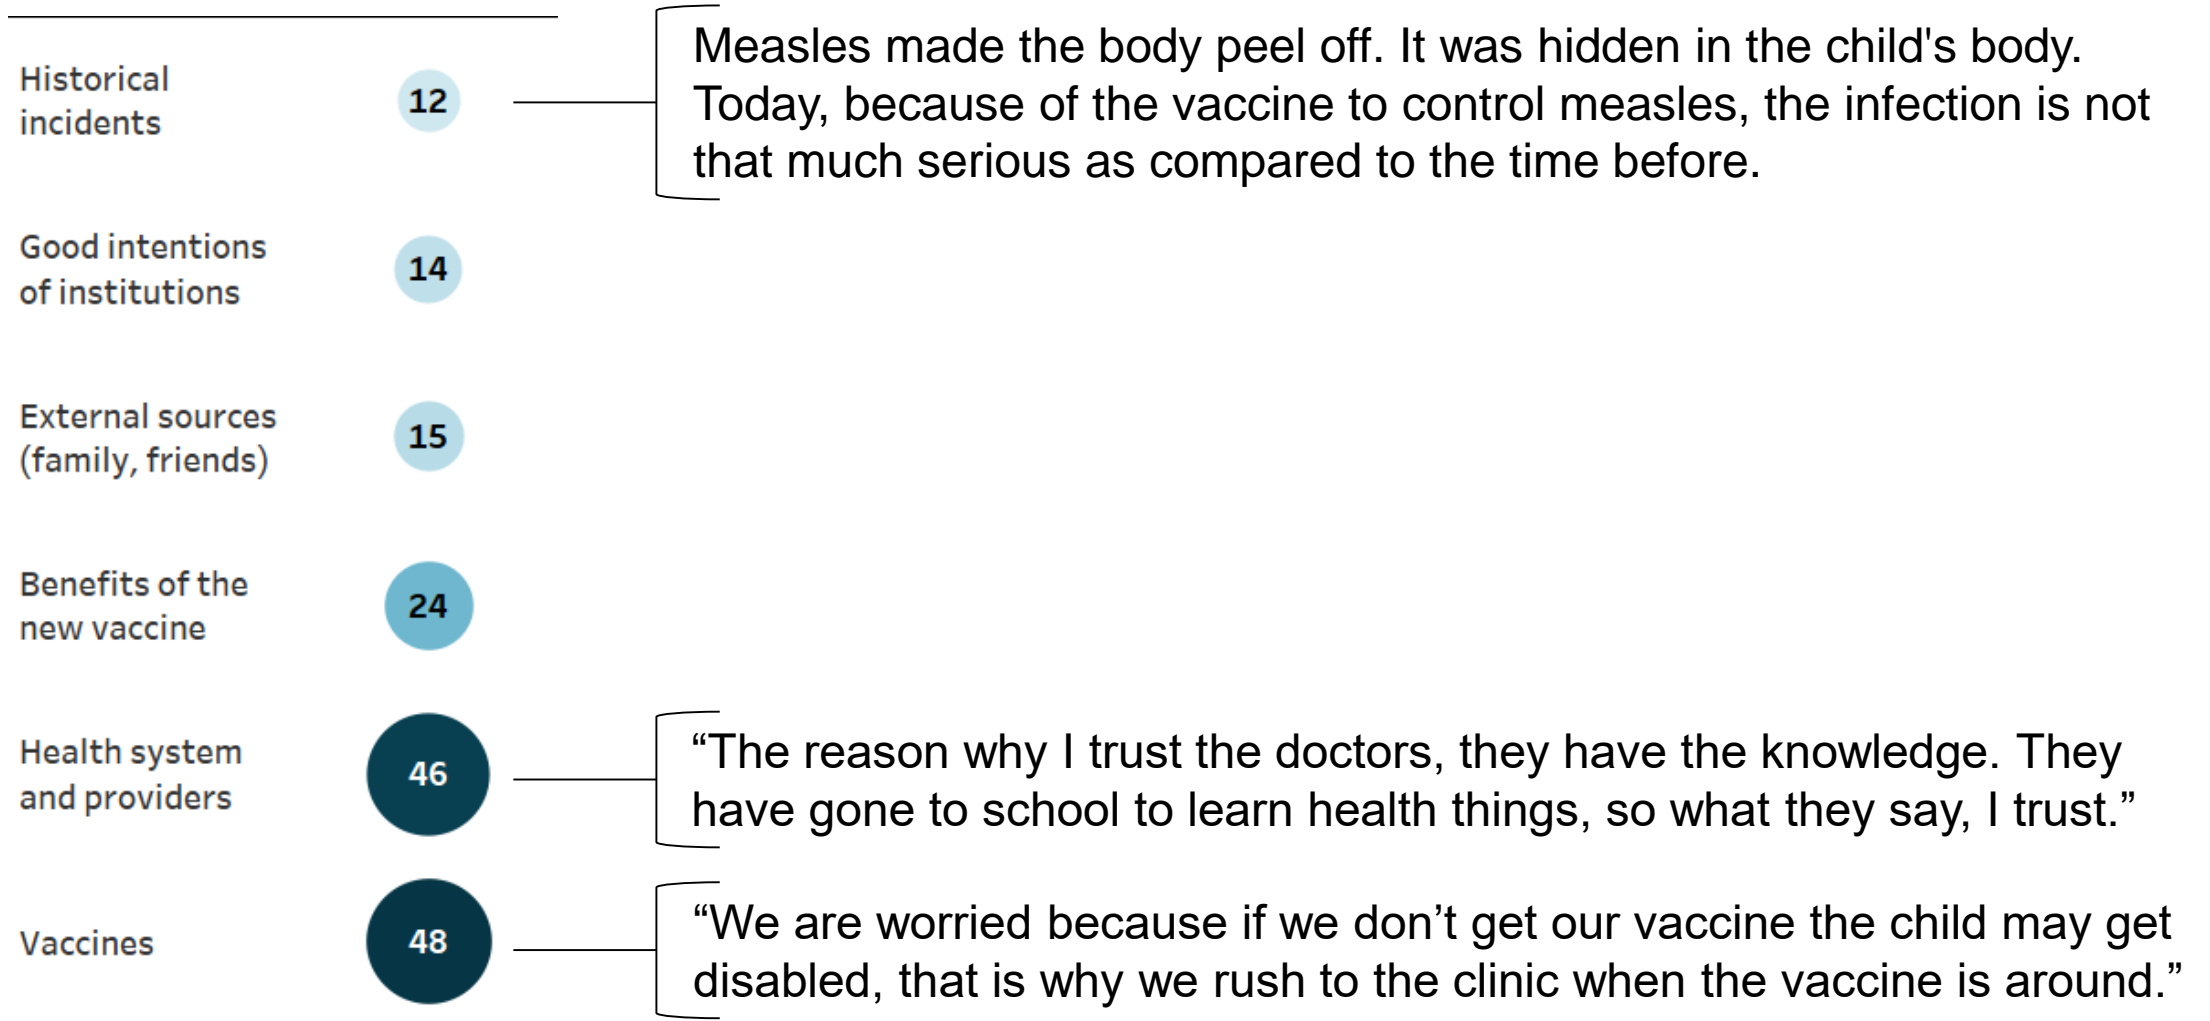 Historical
incidents
12
Measles made the body peel off. It was hidden in the child's body.
Today, because of the vaccine to control measles, the infection is not
that much serious as compared to the time before.
Good intentions
of institutions
14
External sources
(family, friends)
15
Benefits of the
new vaccine
24
Health system
and providers
46
“The reason why I trust the doctors, they have the knowledge. They
have gone to school to learn health things, so what they say, I trust.”
Vaccines
48
“We are worried because if we don’t get our vaccine the child may get
disabled, that is why we rush to the clinic when the vaccine is around.”